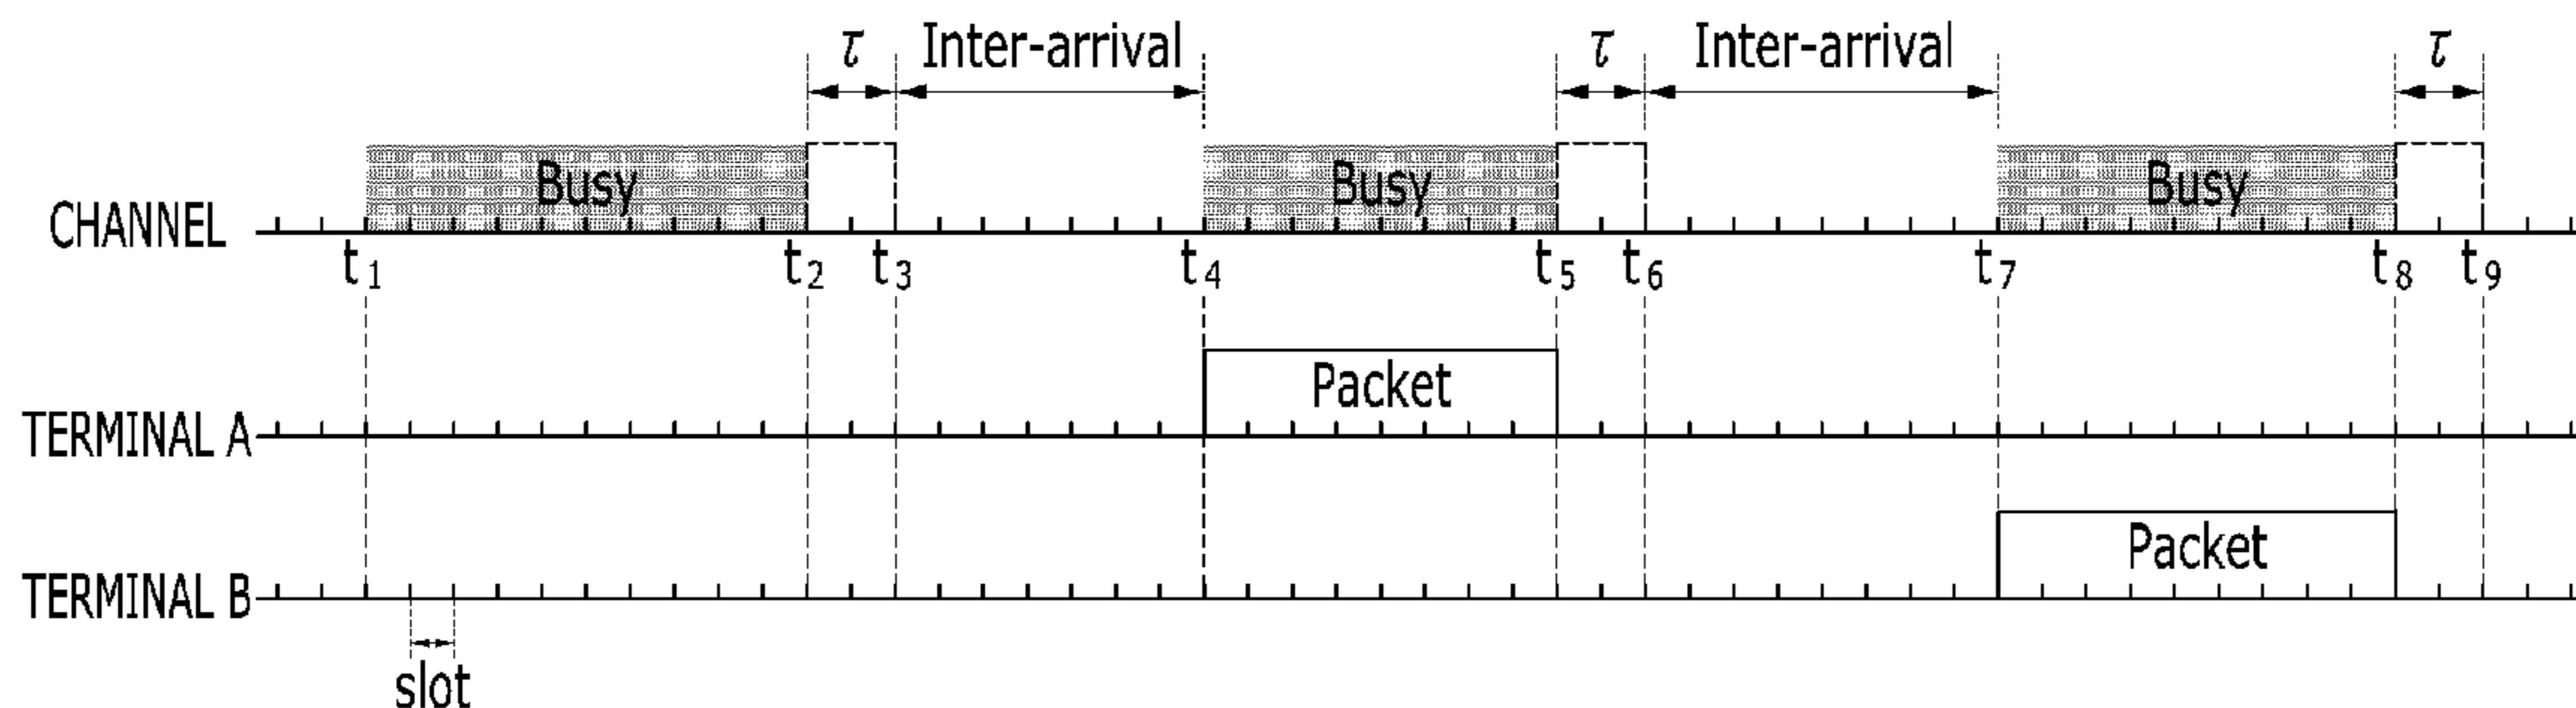 τ Inter-arrival τ Inter-arrival τ
Busy Busy Busy
CHANNEL
t1 t2 t3 t4 t5 t6 t7 t8 t9
Packet
TERMINAL A
Packet
TERMINAL B
slot